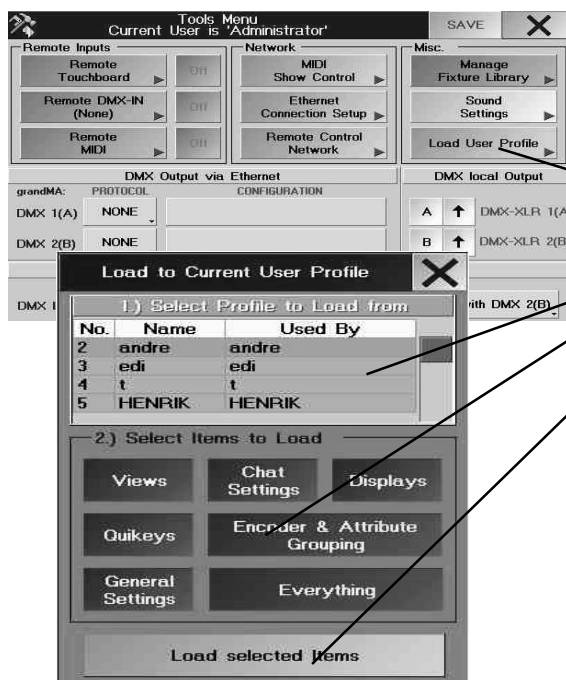 Tools Menu
Current User is 'Administrator'
SAVE
Remote Inputs
Network
Misc.
Remote Touchboard
Off
MIDI Show Control
Manage Fixture Library
Remote DMX-IN (None)
Off
Ethernet Connection Setup
Sound Settings
Remote MIDI
Off
Remote Control Network
Load User Profile
DMX Output via Ethernet
DMX local Output
grandMA:
PROTOCOL
CONFIGURATION
DMX 1(A)
NONE
A
DMX-XLR 1(A
DMX 2(B)
NONE
B
DMX-XLR 2(B
DMX I
with DMX 2(B)
Load to Current User Profile
1.) Select Profile to Load from
No. Name Used By
2 andre andre
3 edi edi
4 t t
5 HENRIK HENRIK
2.) Select Items to Load
Views
Chat Settings
Displays
Quikeys
Encoder & Attribute Grouping
General Settings
Everything
Load selected Items